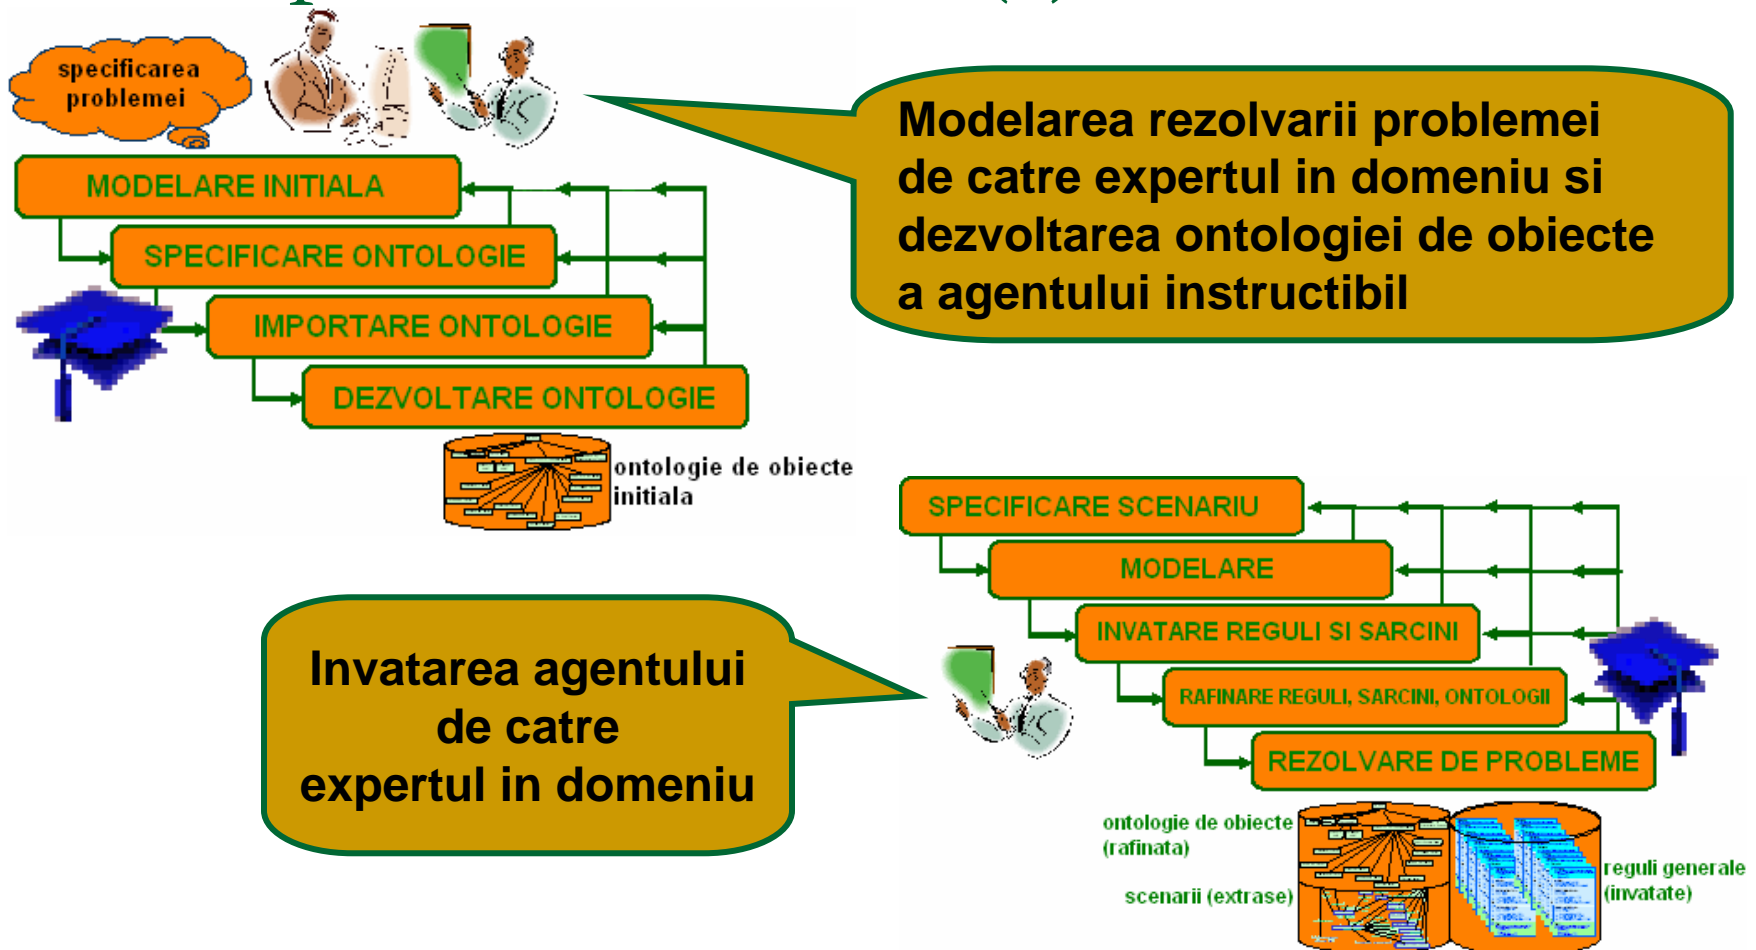 specificarea
problemei
Modelarea rezolvarii problemei
de catre expertul in domeniu si
dezvoltarea ontologiei de obiecte
a agentului instructibil
MODELARE INITIALA
SPECIFICARE ONTOLOGIE
IMPORTARE ONTOLOGIE
DEZVOLTARE ONTOLOGIE
ontologie de obiecte
initiala
SPECIFICARE SCENARIU
MODELARE
INVATARE REGULI SI SARCINI
RAFINARE REGULI, SARCINI, ONTOLOGII
REZOLVARE DE PROBLEME
Invatarea agentului
de catre
expertul in domeniu
ontologie de obiecte
(rafinata)
scenarii (extrase)
reguli generale
(invatate)